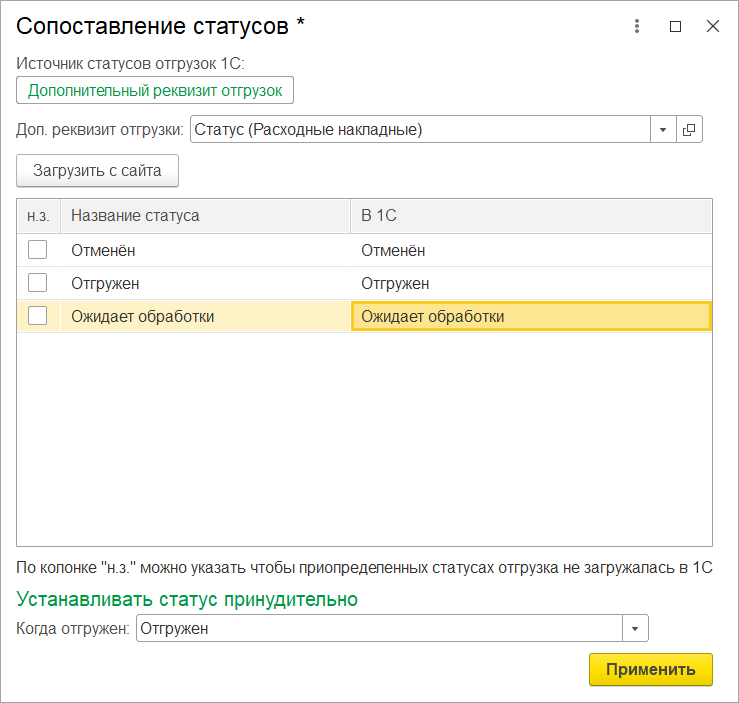 Сопоставление статусов *
Источник статусов отгрузок 1С:
Дополнительный реквизит отгрузок
Доп. реквизит отгрузки: Статус (Расходные накладные)
Загрузить с сайта
н.з. Название статуса В 1С
Отменён Отменён
Отгружен Отгружен
Ожидает обработки Ожидает обработки
По колонке "н.з." можно указать чтобы приопределенных статусах отгрузка не загружалась в 1С
Устанавливать статус принудительно
Когда отгружен: Отгружен
Применить